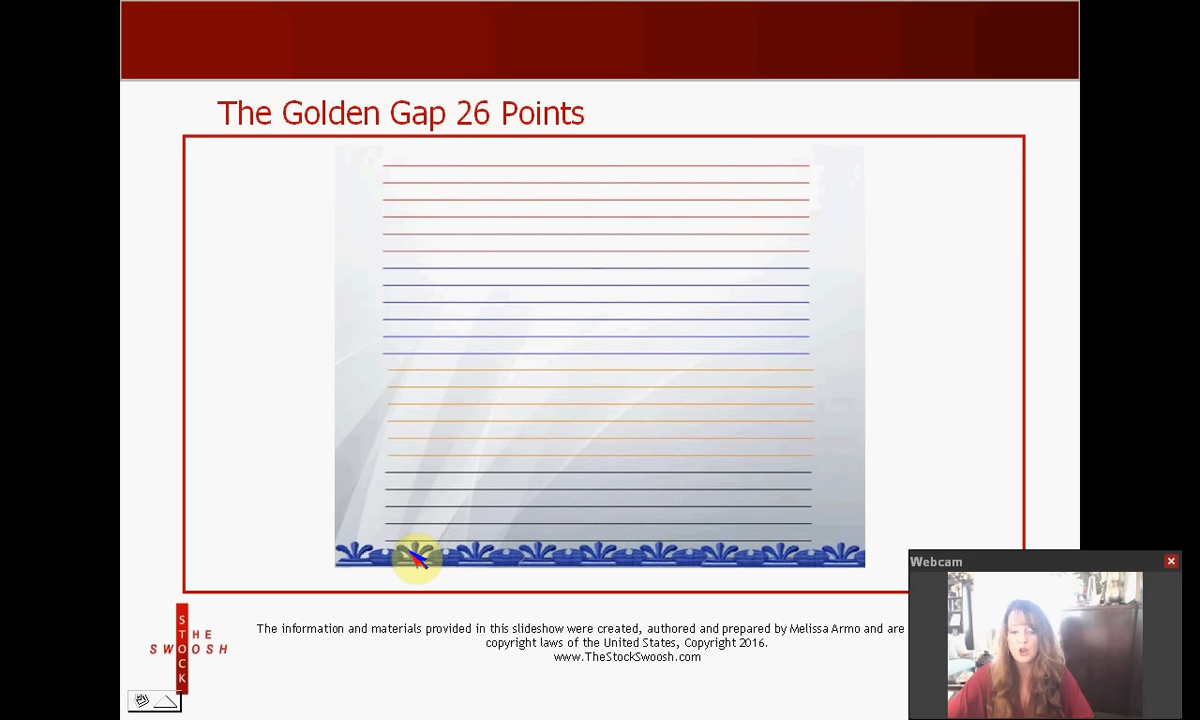 The Golden Gap 26 Points
THE
STOCK
SWOOSH
The information and materials provided in this slideshow were created, authored and prepared by Melissa Armo and are
copyright laws of the United States, Copyright 2016.
www.TheStockSwoosh.com
Webcam